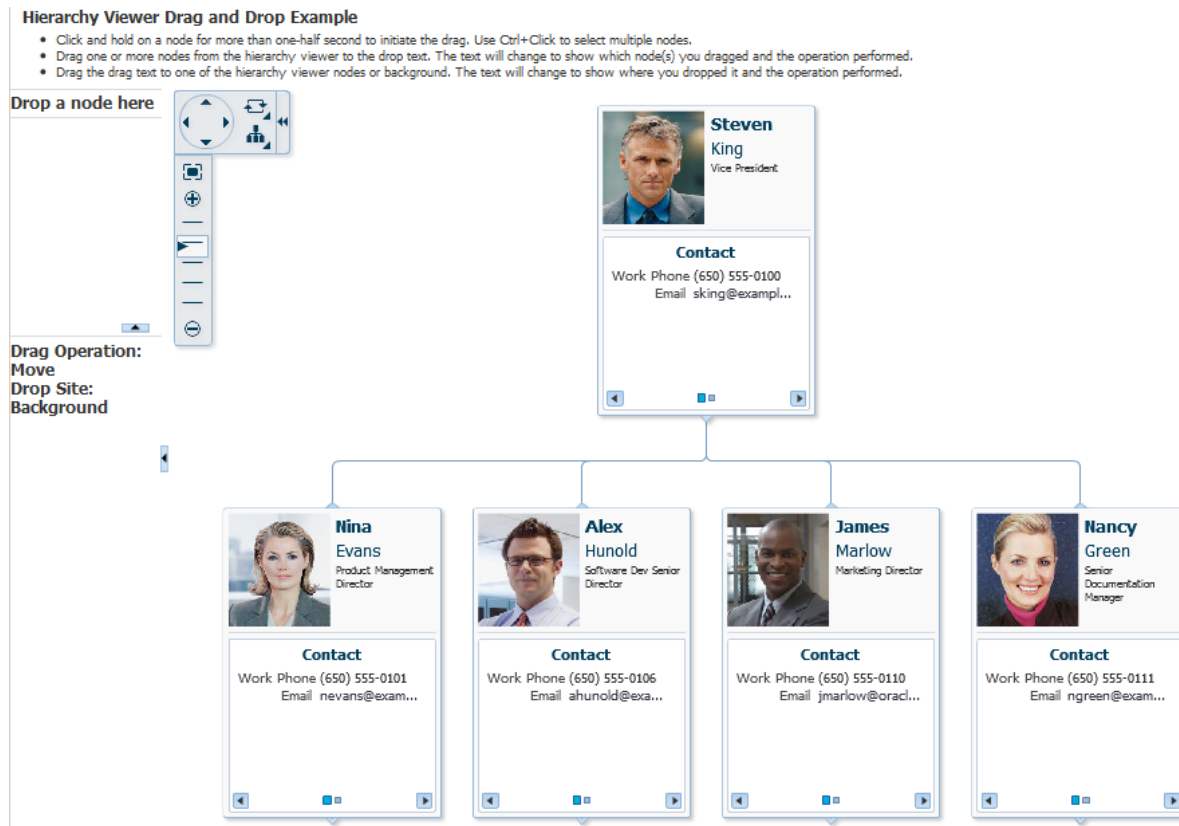 Hierarchy Viewer Drag and Drop Example
• Click and hold on a node for more than one-half second to initiate the drag. Use Ctrl+Click to select multiple nodes.
• Drag one or more nodes from the hierarchy viewer to the drop text. The text will change to show which node(s) you dragged and the operation performed.
• Drag the drag text to one of the hierarchy viewer nodes or background. The text will change to show where you dropped it and the operation performed.
Drop a node here
Drag Operation:
Move
Drop Site:
Background
Steven
King
Vice President
Contact
Work Phone (650) 555-0100
Email sking@exampl...
Nina
Evans
Product Management
Director
Contact
Work Phone (650) 555-0101
Email nevans@exam...
Alex
Hunold
Software Dev Senior
Director
Contact
Work Phone (650) 555-0106
Email ahunold@exa...
James
Marlow
Marketing Director
Contact
Work Phone (650) 555-0110
Email jmarlow@oracl...
Nancy
Green
Senior
Documentation
Manager
Contact
Work Phone (650) 555-0111
Email ngreen@exam...